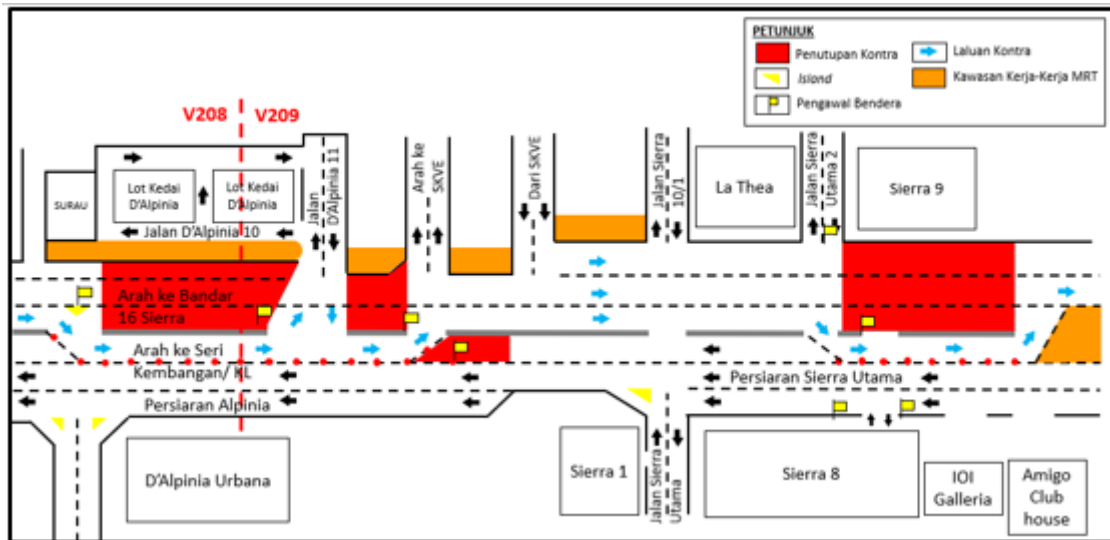 PETUNJUK
Penutupan Kontra
Laluan Kontra
Island
Kawasan Kerja-Kerja MRT
Pengawal Bendera
V208
V209
SURAU
Lot Kedai
D'Alpinia
Lot Kedai
D'Alpinia
Jalan D'Alpinia 10
Jalan
D'Alpinia 11
Arah ke
SKVE
Dari SKVE
Jalan Sierra
10/1
La Thea
Jalan Sierra
Utama 2
Sierra 9
Arah ke Bandar
16 Sierra
Arah ke Seri
Kembangan/ KL
Persiaran Alpinia
Persiaran Sierra Utama
D'Alpinia Urbana
Sierra 1
Jalan Sierra
Utama
Sierra 8
IOI
Galleria
Amigo
Club
house